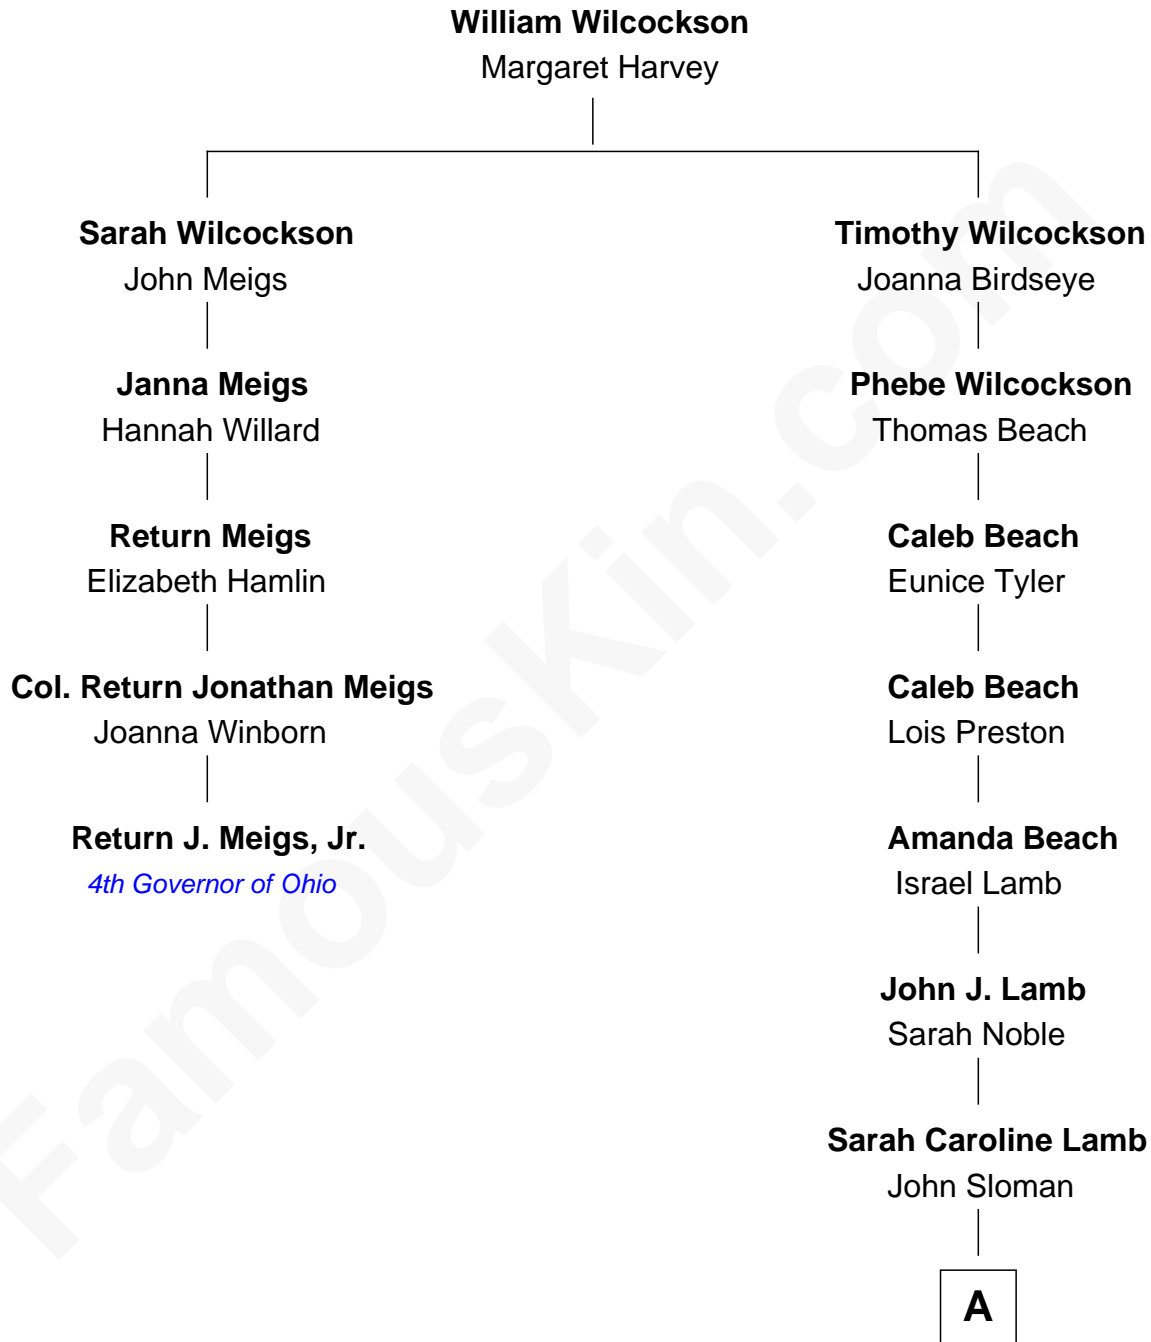 William Wilcockson
Margaret Harvey
Sarah Wilcockson
John Meigs
Janna Meigs
Hannah Willard
Return Meigs
Elizabeth Hamlin
Col. Return Jonathan Meigs
Joanna Winborn
Return J. Meigs, Jr.
4th Governor of Ohio
Timothy Wilcockson
Joanna Birdseye
Phebe Wilcockson
Thomas Beach
Caleb Beach
Eunice Tyler
Caleb Beach
Lois Preston
Amanda Beach
Israel Lamb
John J. Lamb
Sarah Noble
Sarah Caroline Lamb
John Sloman
A
FamousKin.com